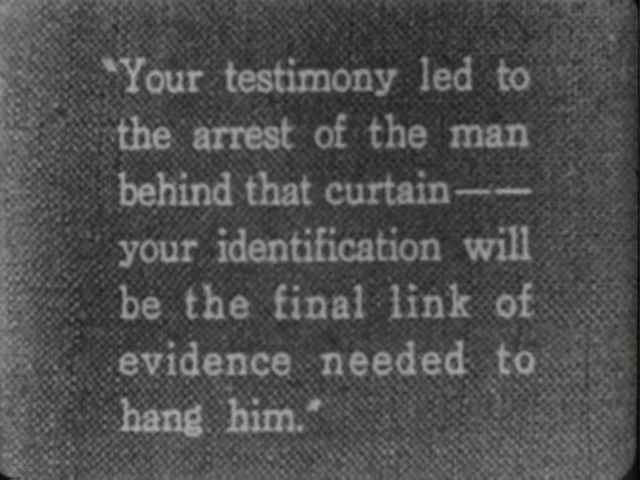 "Your testimony led to
the arrest of the man
behind that curtain——
your identification will
be the final link of
evidence needed to
hang him."